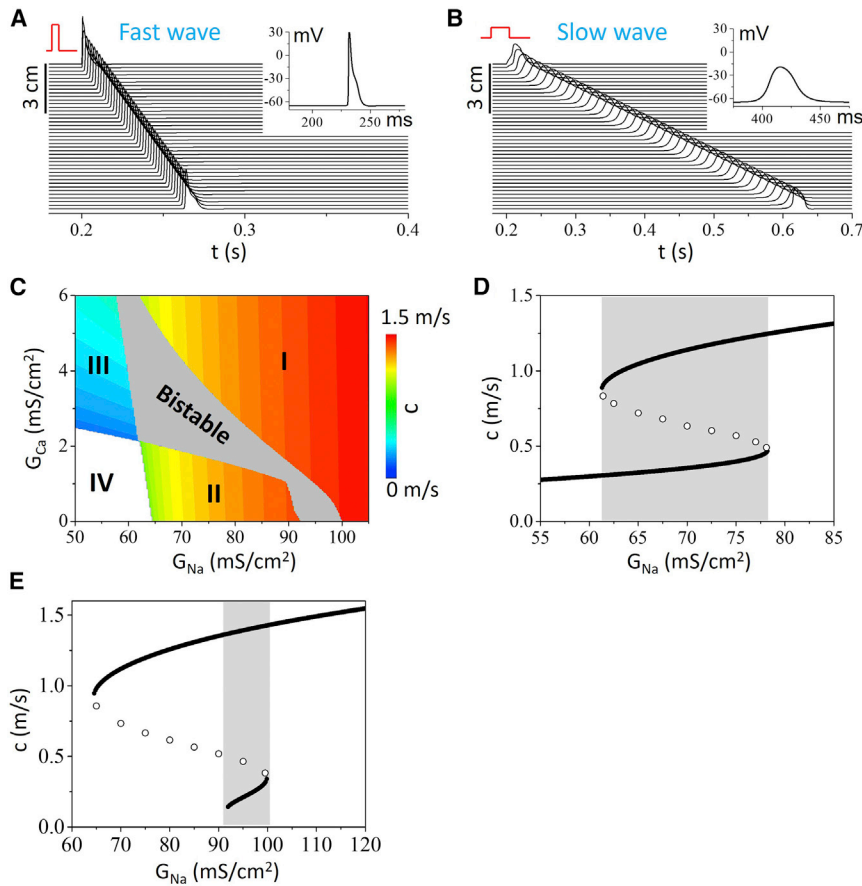 A
Fast wave
mV
30
0
-30
-60
200
250
ms
3 cm
0.2
0.3
0.4
t (s)
B
Slow wave
mV
30
0
-30
-60
400
450
ms
3 cm
0.2
0.3
0.4
0.5
0.6
0.7
t (s)
C
6
4
2
0
G_Ca (mS/cm²)
III
I
Bistable
IV
II
50
60
70
80
90
100
G_Na (mS/cm²)
1.5 m/s
c
0 m/s
D
1.5
1.0
0.5
0.0
c (m/s)
55
60
65
70
75
80
85
G_Na (mS/cm²)
E
1.5
1.0
0.5
0.0
c (m/s)
60
70
80
90
100
110
120
G_Na (mS/cm²)